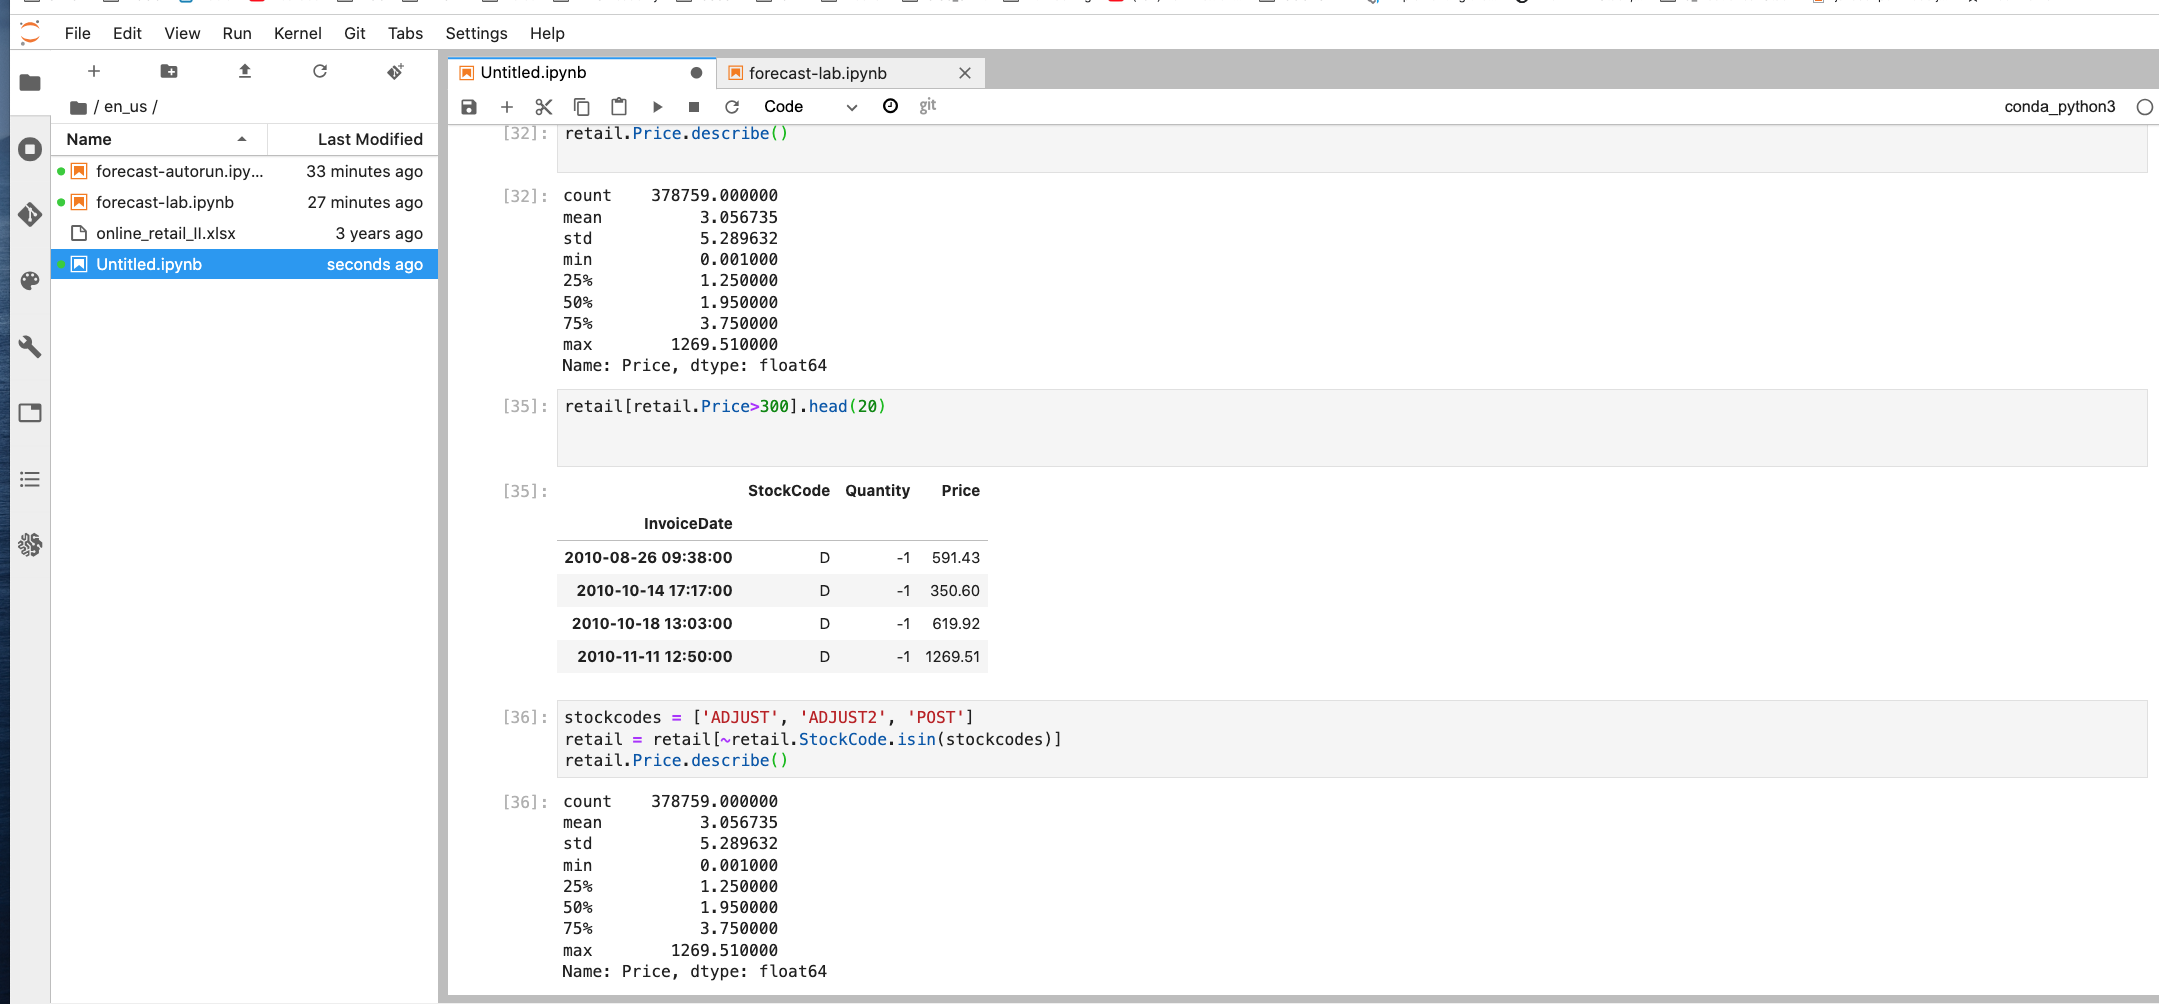 File Edit View Run Kernel Git Tabs Settings Help
Untitled.ipynb forecast-lab.ipynb
/ en_us /
Code git conda_python3
Name Last Modified
forecast-autorun.ipy... 33 minutes ago
forecast-lab.ipynb 27 minutes ago
online_retail_II.xlsx 3 years ago
Untitled.ipynb seconds ago
[32]: retail.Price.describe()
[32]: count 378759.000000
mean 3.056735
std 5.289632
min 0.001000
25% 1.250000
50% 1.950000
75% 3.750000
max 1269.510000
Name: Price, dtype: float64
[35]: retail[retail.Price>300].head(20)
[35]: StockCode Quantity Price
InvoiceDate
2010-08-26 09:38:00 D -1 591.43
2010-10-14 17:17:00 D -1 350.60
2010-10-18 13:03:00 D -1 619.92
2010-11-11 12:50:00 D -1 1269.51
[36]: stockcodes = ['ADJUST', 'ADJUST2', 'POST']
retail = retail[~retail.StockCode.isin(stockcodes)]
retail.Price.describe()
[36]: count 378759.000000
mean 3.056735
std 5.289632
min 0.001000
25% 1.250000
50% 1.950000
75% 3.750000
max 1269.510000
Name: Price, dtype: float64